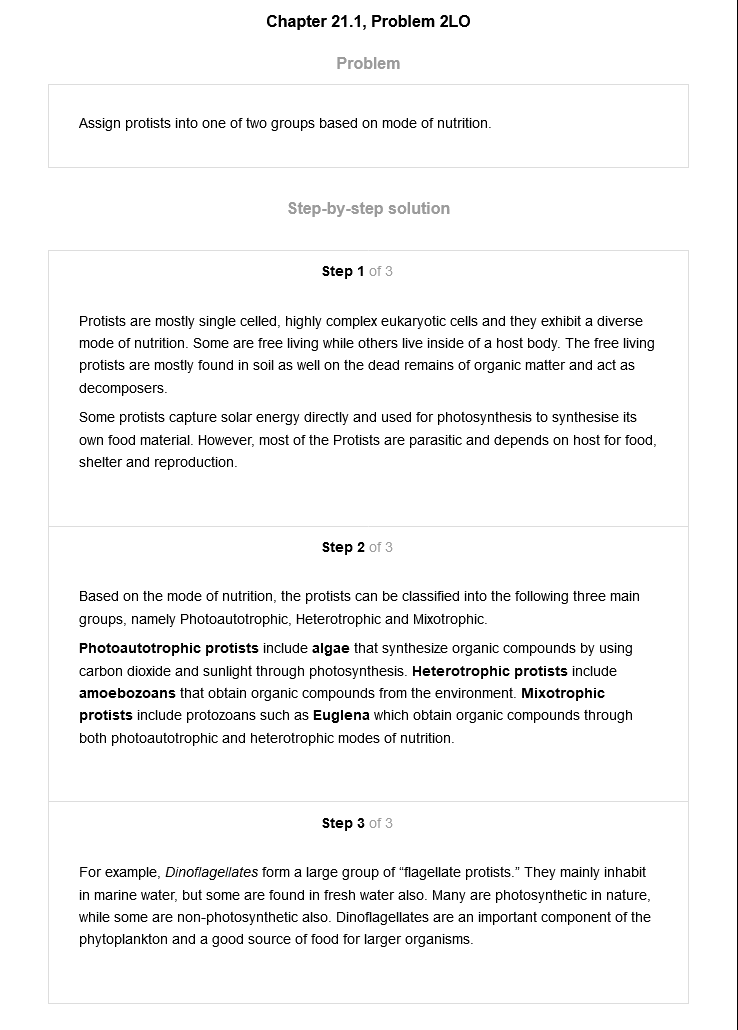 Chapter 21.1, Problem 2LO
Problem
Assign protists into one of two groups based on mode of nutrition.
Step-by-step solution
Step 1 of 3
Protists are mostly single celled, highly complex eukaryotic cells and they exhibit a diverse
mode of nutrition. Some are free living while others live inside of a host body. The free living
protists are mostly found in soil as well on the dead remains of organic matter and act as
decomposers.
Some protists capture solar energy directly and used for photosynthesis to synthesise its
own food material. However, most of the Protists are parasitic and depends on host for food,
shelter and reproduction.
Step 2 of 3
Based on the mode of nutrition, the protists can be classified into the following three main
groups, namely Photoautotrophic, Heterotrophic and Mixotrophic.
Photoautotrophic protists include algae that synthesize organic compounds by using
carbon dioxide and sunlight through photosynthesis. Heterotrophic protists include
amoebozoans that obtain organic compounds from the environment. Mixotrophic
protists include protozoans such as Euglena which obtain organic compounds through
both photoautotrophic and heterotrophic modes of nutrition.
Step 3 of 3
For example, Dinoflagellates form a large group of “flagellate protists.” They mainly inhabit
in marine water, but some are found in fresh water also. Many are photosynthetic in nature,
while some are non-photosynthetic also. Dinoflagellates are an important component of the
phytoplankton and a good source of food for larger organisms.